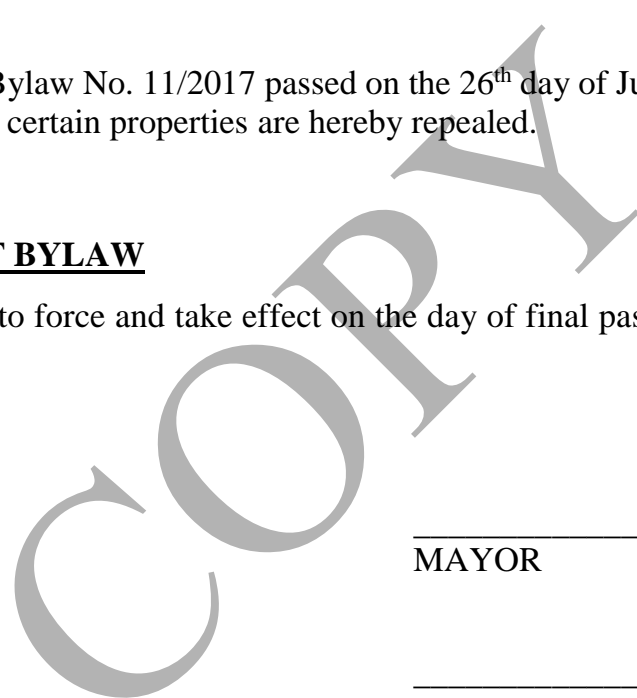 Bylaw No. 11/2017 passed on the 26th day of Ju
certain properties are hereby repealed.
BYLAW
to force and take effect on the day of final pas
COPY
MAYOR